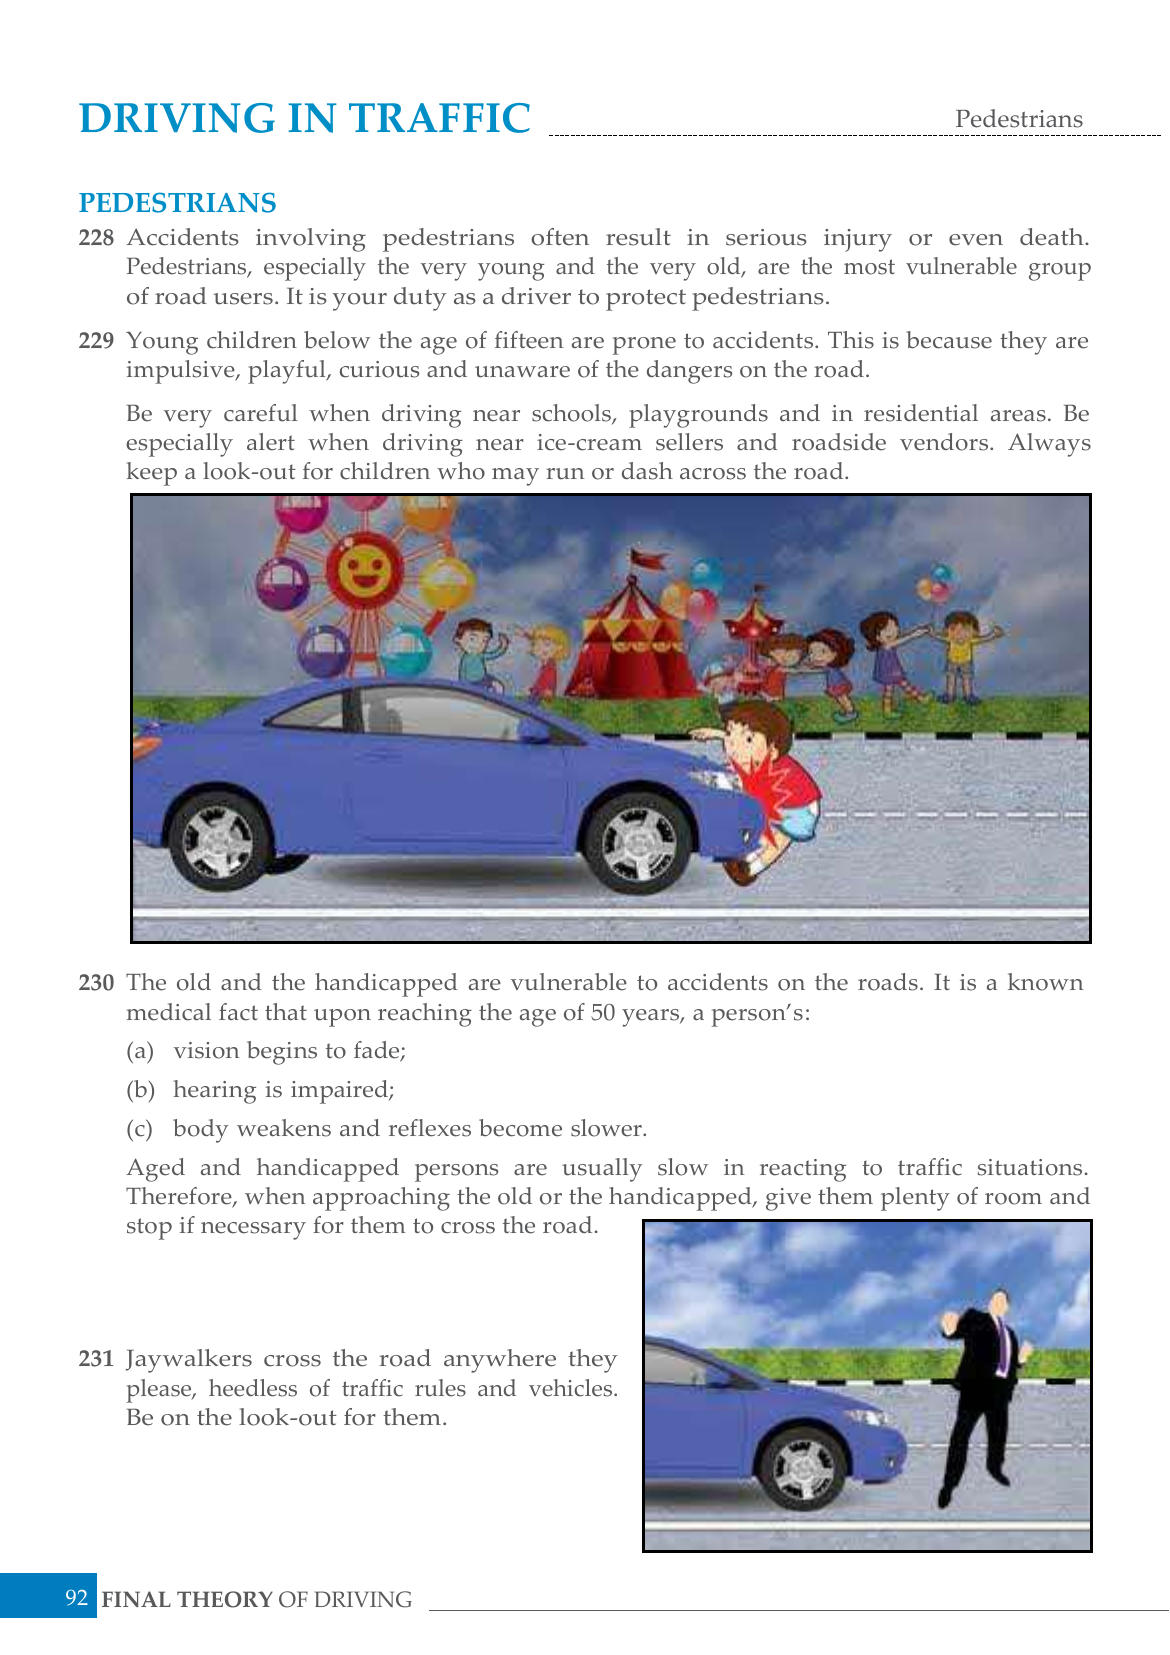 DRIVING IN TRAFFIC
Pedestrians
PEDESTRIANS
228 Accidents involving pedestrians often result in serious injury or even death.
Pedestrians, especially the very young and the very old, are the most vulnerable group
of road users. It is your duty as a driver to protect pedestrians.
229 Young children below the age of fifteen are prone to accidents. This is because they are
impulsive, playful, curious and unaware of the dangers on the road.
Be very careful when driving near schools, playgrounds and in residential areas. Be
especially alert when driving near ice-cream sellers and roadside vendors. Always
keep a look-out for children who may run or dash across the road.
230 The old and the handicapped are vulnerable to accidents on the roads. It is a known
medical fact that upon reaching the age of 50 years, a person's:
(a) vision begins to fade;
(b) hearing is impaired;
(c) body weakens and reflexes become slower.
Aged and handicapped persons are usually slow in reacting to traffic situations.
Therefore, when approaching the old or the handicapped, give them plenty of room and
stop if necessary for them to cross the road.
231 Jaywalkers cross the road anywhere they
please, heedless of traffic rules and vehicles.
Be on the look-out for them.
92 FINAL THEORY OF DRIVING